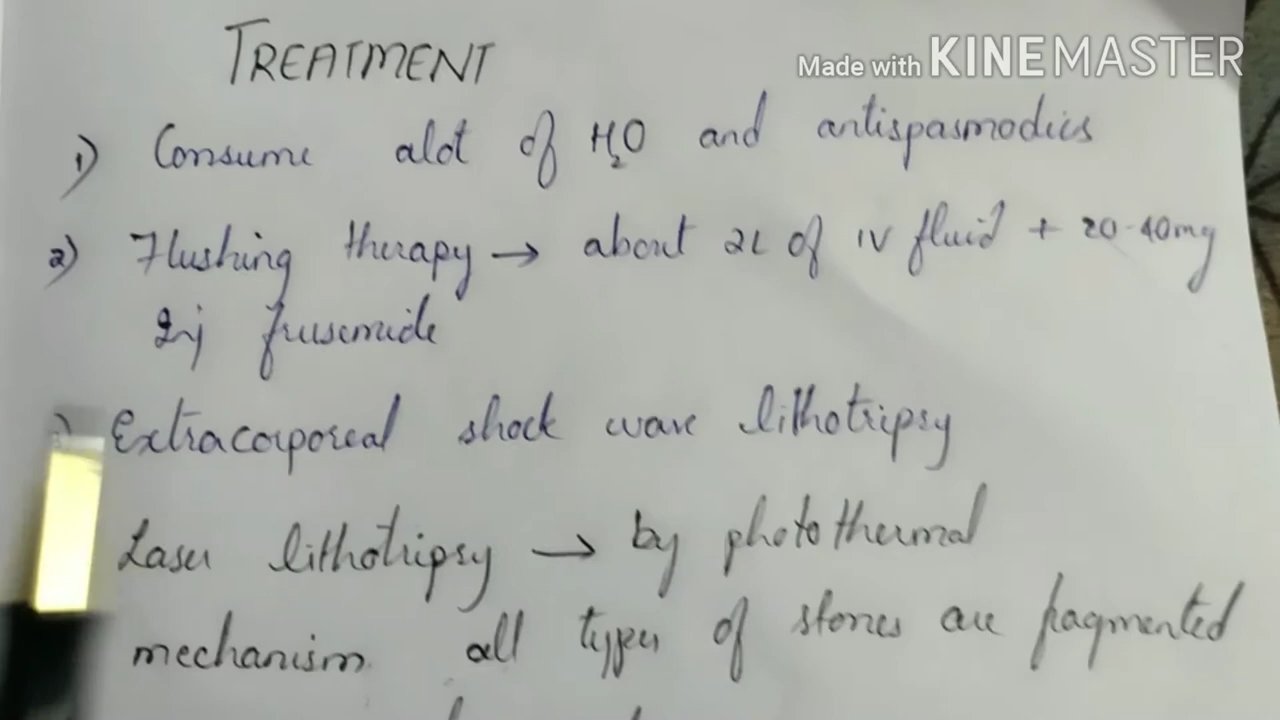 TREATMENT
Made with KINEMASTER
1) Consume alot of H₂O and antispasmodics
2) Flushing therapy → about 2L of IV fluid + 20-40mg
Inj frusemide
) Extracorporeal shock wave lithotripsy
Laser lithotripsy → by photothermal
mechanism all types of stones are fragmented